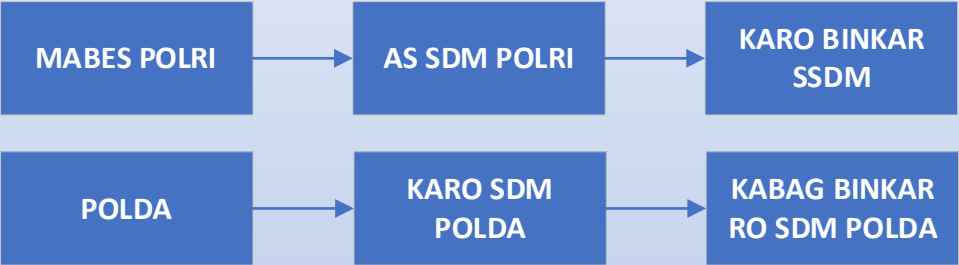 MABES POLRI
AS SDM POLRI
KARO BINKAR
SSDM
POLDA
KARO SDM
POLDA
KABAG BINKAR
RO SDM POLDA